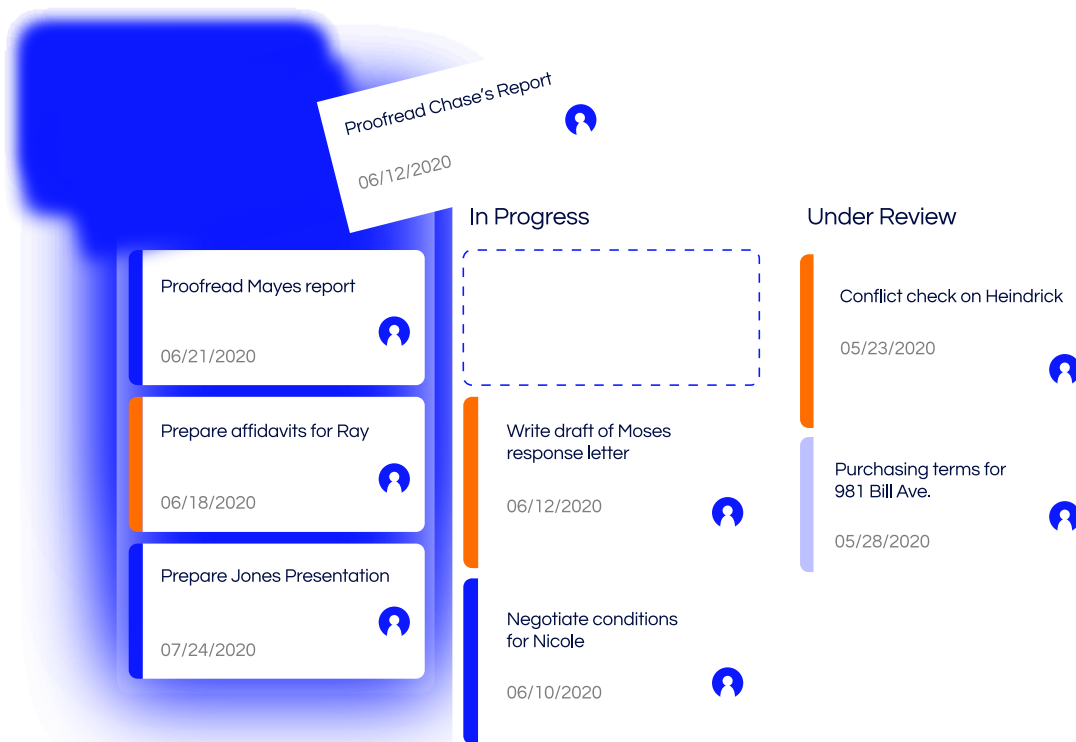 Proofread Chase's Report
06/12/2020
Proofread Mayes report
06/21/2020
Prepare affidavits for Ray
06/18/2020
Prepare Jones Presentation
07/24/2020
In Progress
Write draft of Moses
response letter
06/12/2020
Negotiate conditions
for Nicole
06/10/2020
Under Review
Conflict check on Heindrick
05/23/2020
Purchasing terms for
981 Bill Ave.
05/28/2020